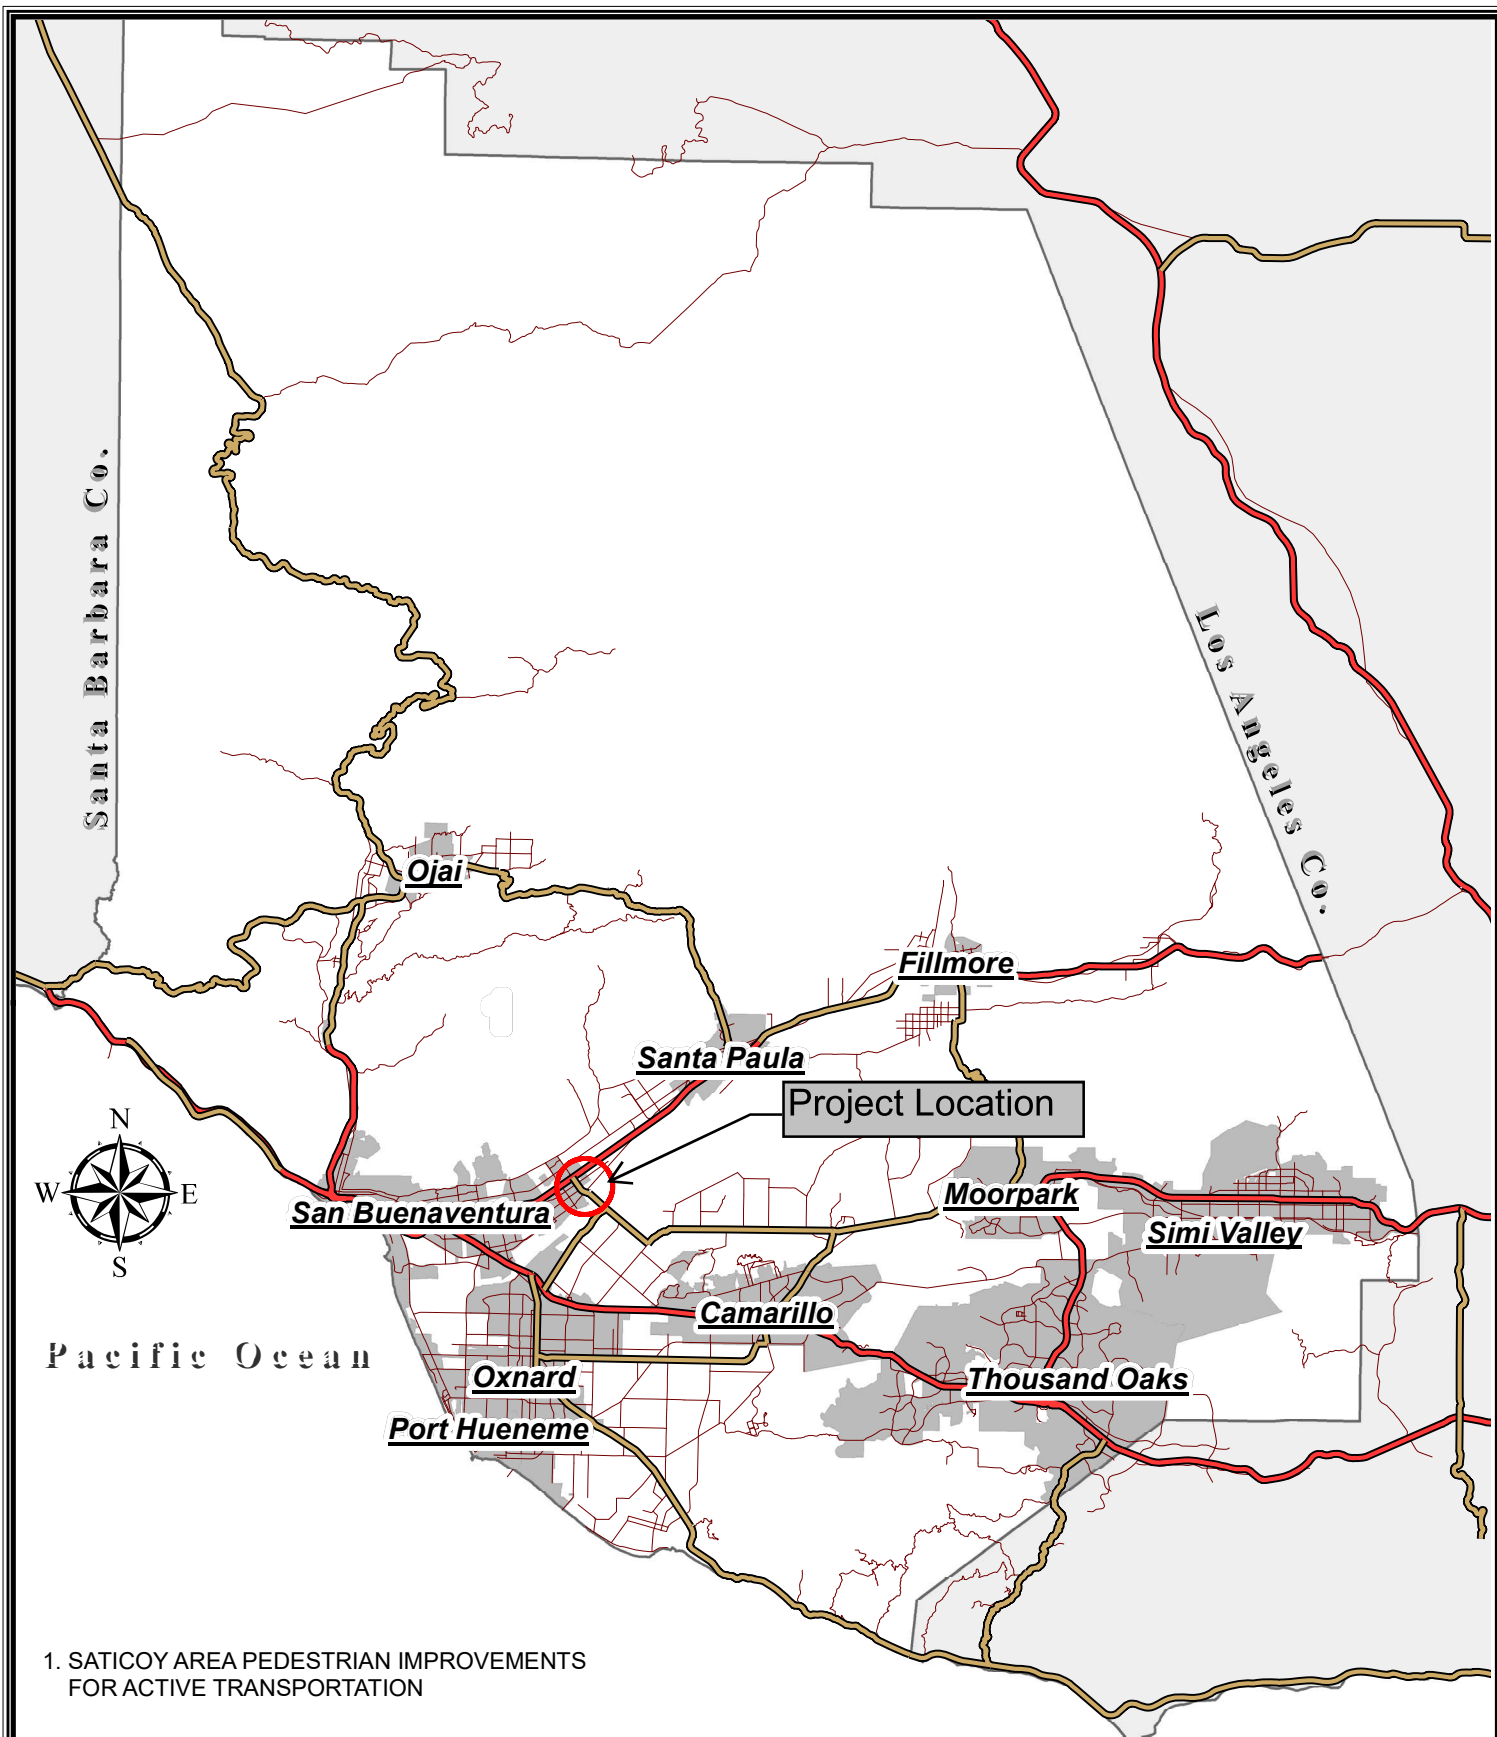 Santa Barbara Co.
Los Angeles Co.
Ojai
Fillmore
Santa Paula
Project Location
N
W E
S
San Buenaventura
Moorpark
Simi Valley
Camarillo
Pacific Ocean
Oxnard
Thousand Oaks
Port Hueneme
1. SATICOY AREA PEDESTRIAN IMPROVEMENTS
FOR ACTIVE TRANSPORTATION